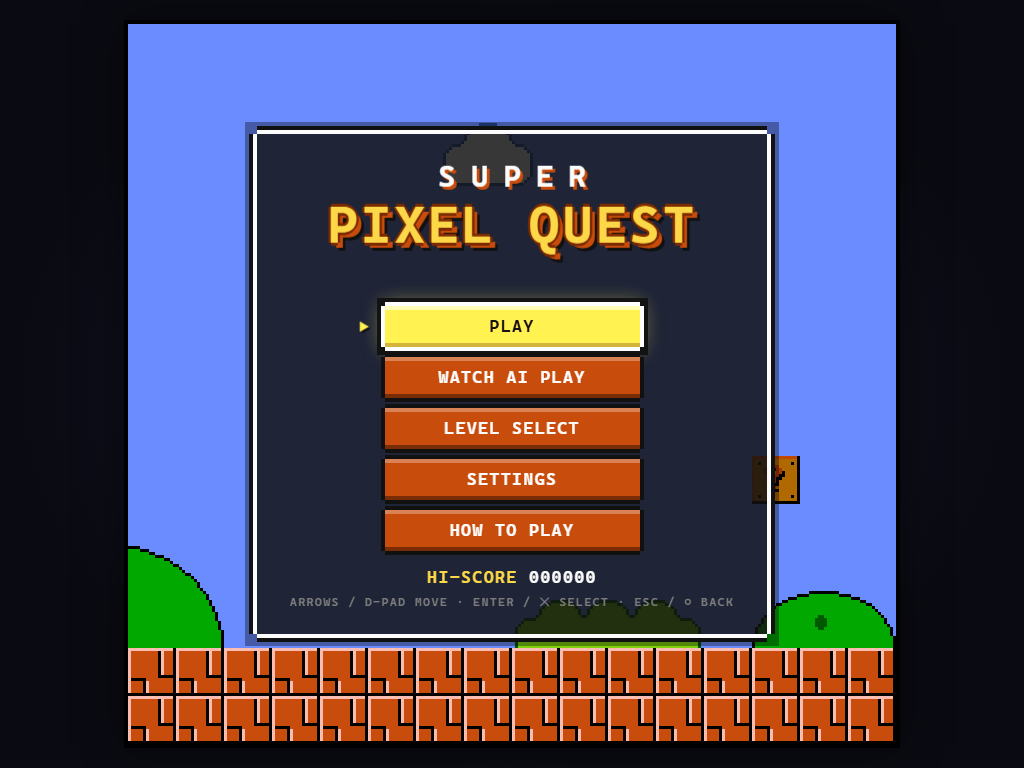 SUPER
PIXEL QUEST
PLAY
WATCH AI PLAY
LEVEL SELECT
SETTINGS
HOW TO PLAY
HI-SCORE 000000
ARROWS / D-PAD MOVE · ENTER / ✕ SELECT · ESC / ○ BACK
?